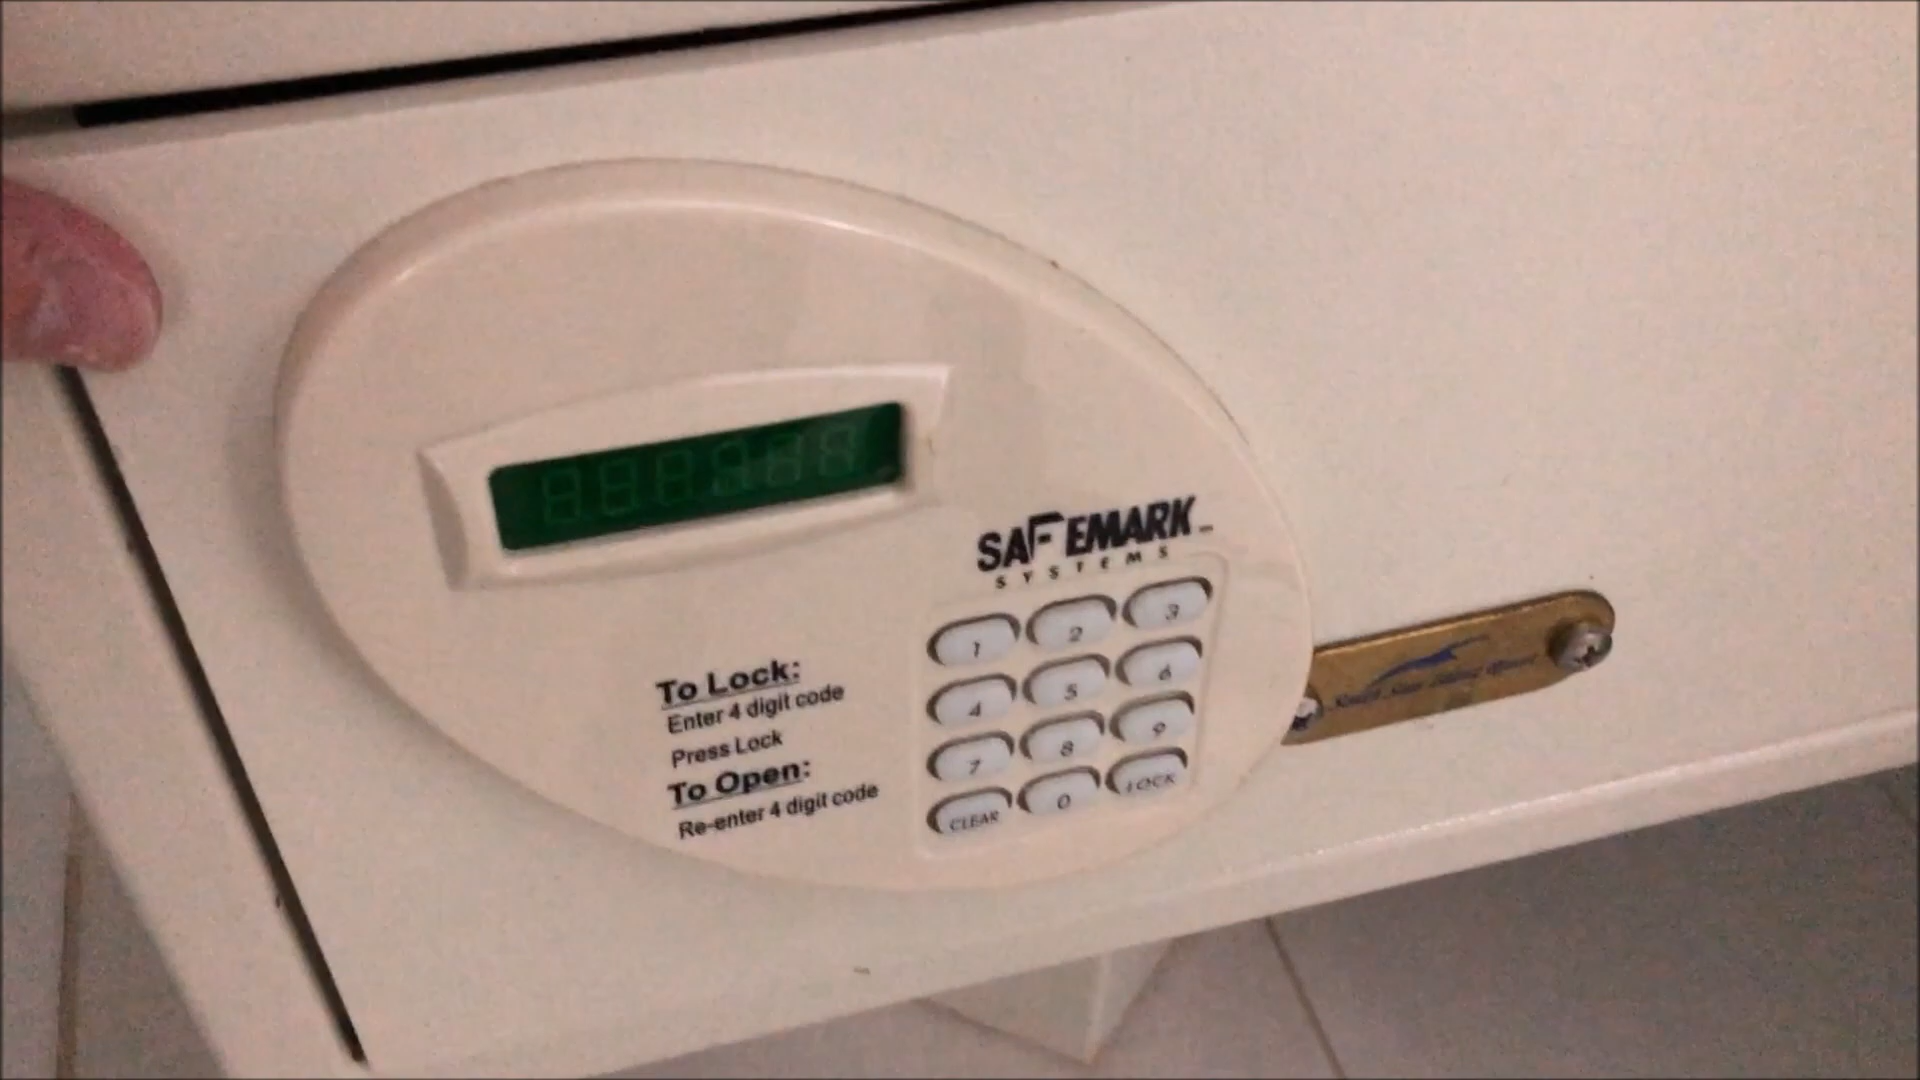 SAFEMARK
SYSTEMS
To Lock:
Enter 4 digit code
Press Lock
To Open:
Re-enter 4 digit code
1 2 3
4 5 6
7 8 9
CLEAR 0 LOCK